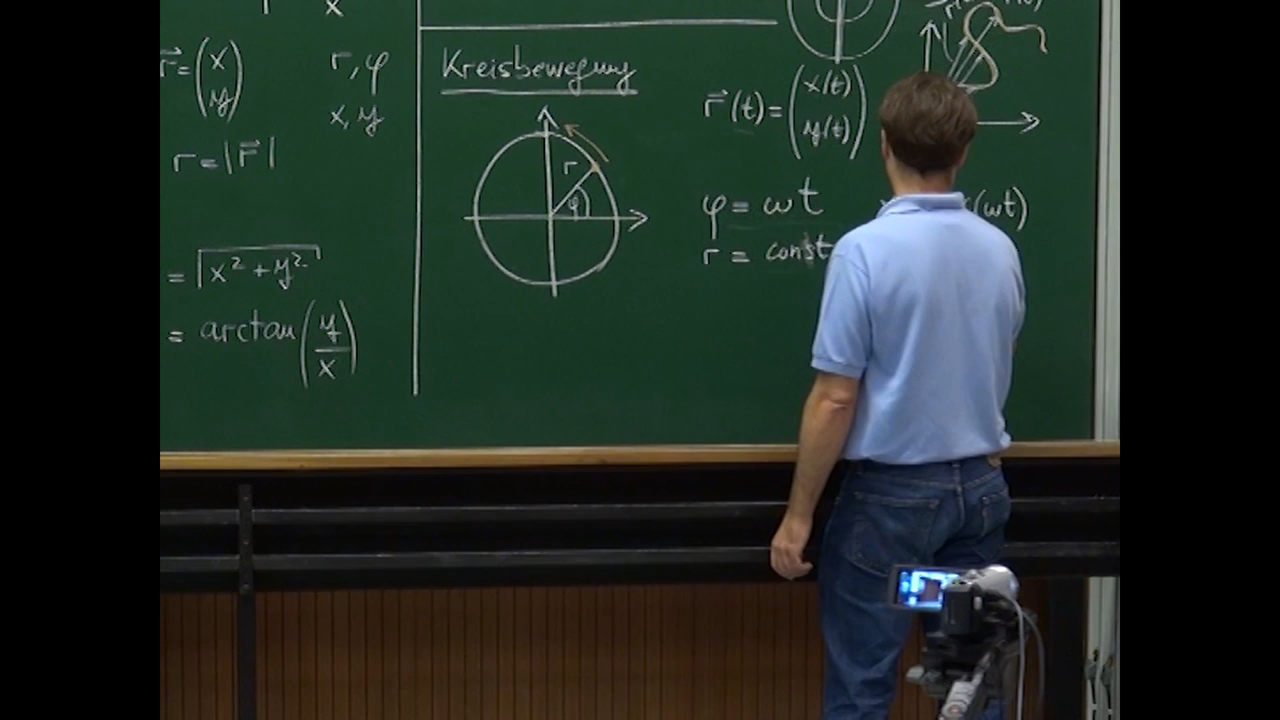 x
r⃗ = (x y)
r, φ
x, y
r = |r⃗|
= √x² + y²
= arctan(y/x)
Kreisbewegung
r
φ
r⃗(t) = (x(t) y(t))
φ = ωt
(ωt)
r = const